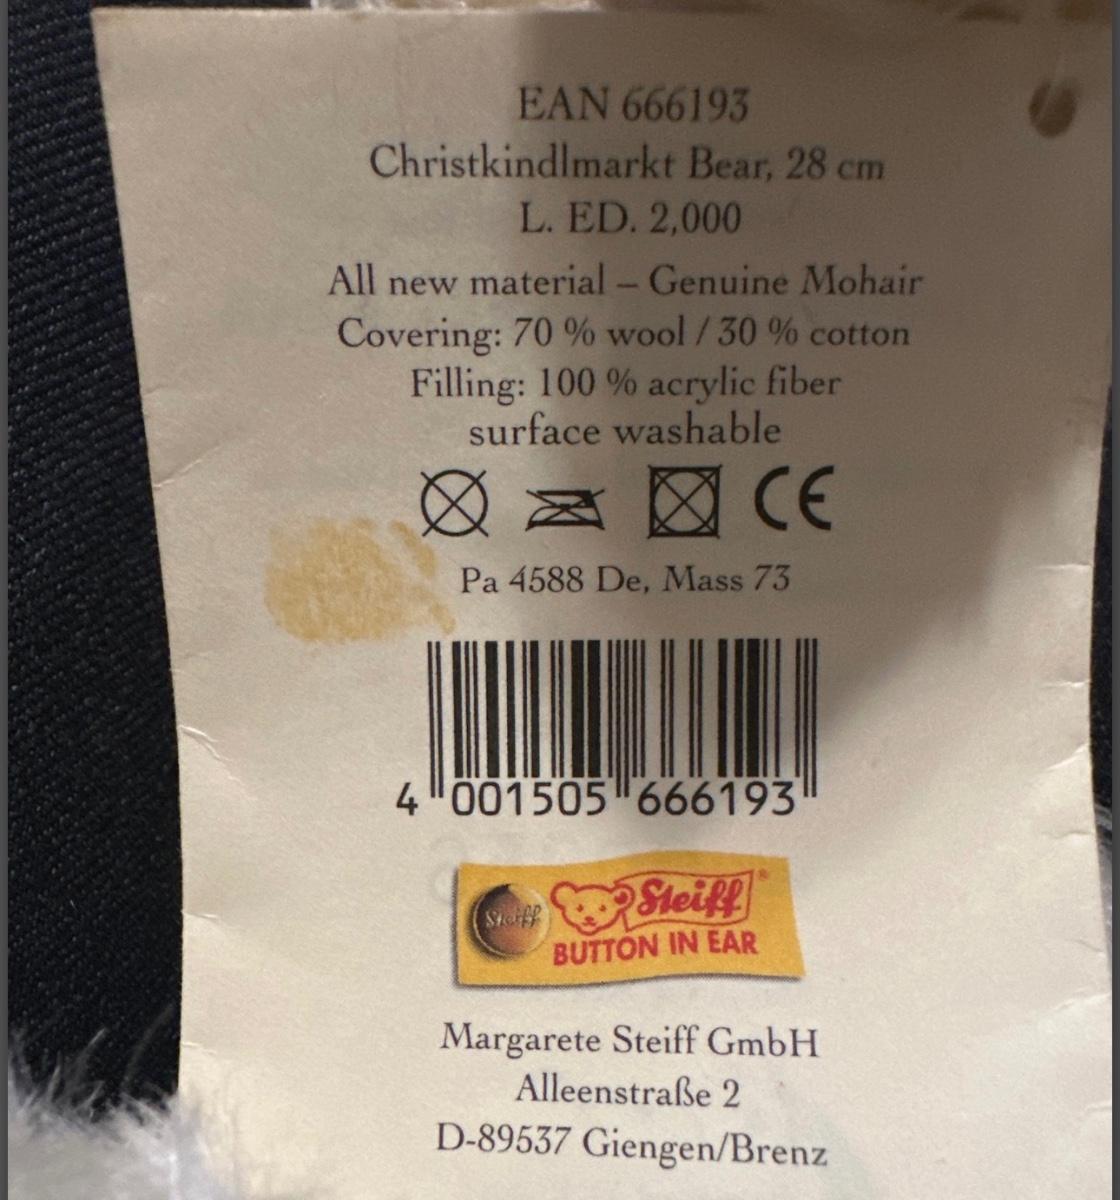 EAN 666193
Christkindlmarkt Bear, 28 cm
L. ED. 2,000
All new material – Genuine Mohair
Covering: 70 % wool / 30 % cotton
Filling: 100 % acrylic fiber
surface washable
CE
Pa 4588 De, Mass 73
4 001505 666193
Steiff Steiff®
BUTTON IN EAR
Margarete Steiff GmbH
Alleenstraße 2
D-89537 Giengen/Brenz